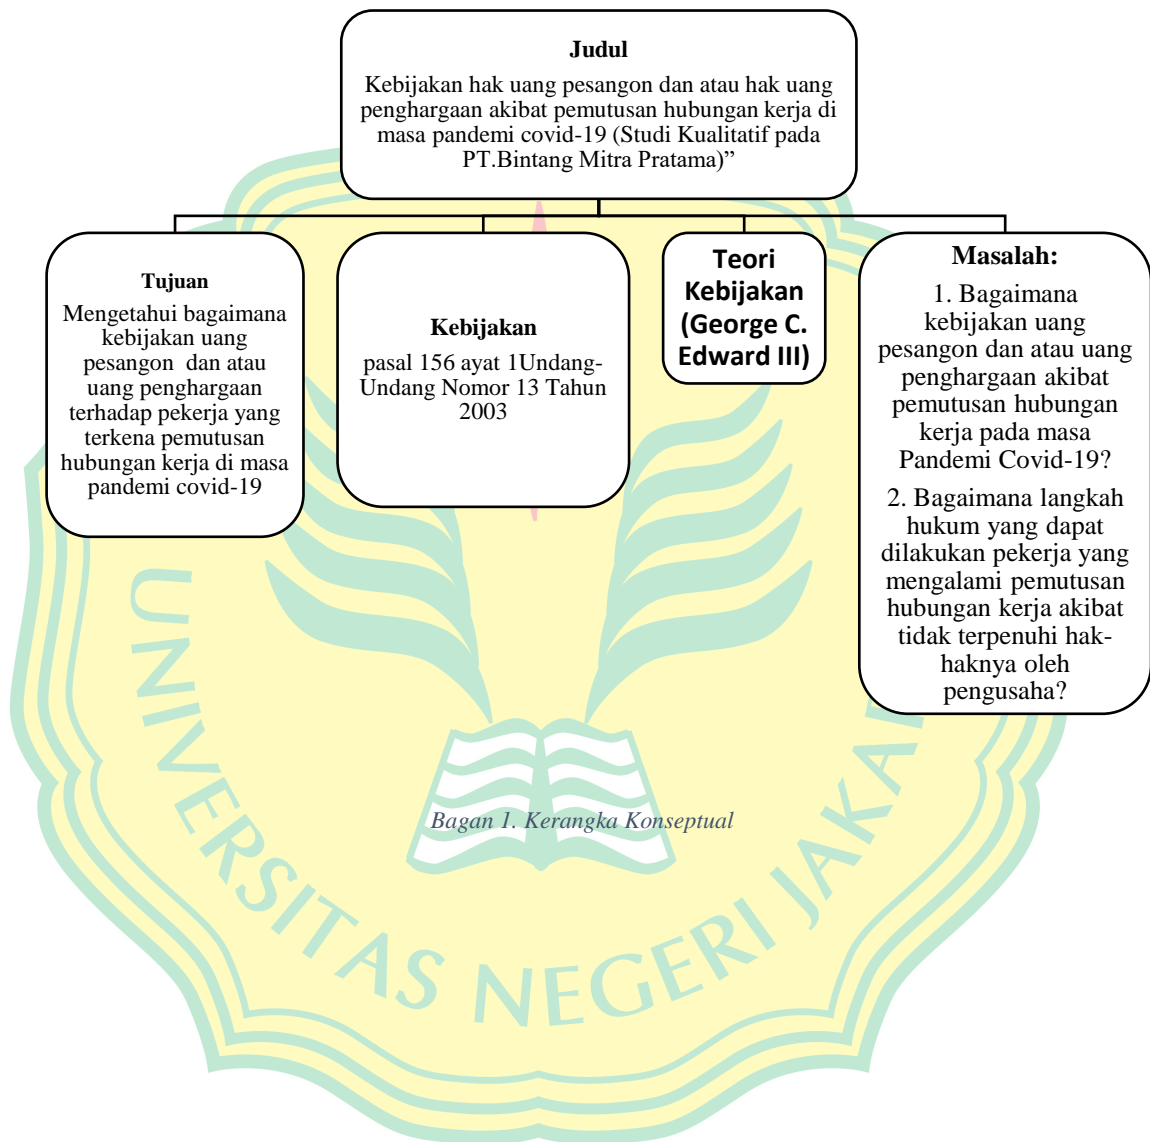 Judul
Kebijakan hak uang pesangon dan atau hak uang
penghargaan akibat pemutusan hubungan kerja di
masa pandemi covid-19 (Studi Kualitatif pada
PT.Bintang Mitra Pratama)”
Tujuan
Mengetahui bagaimana
kebijakan uang
pesangon dan atau
uang penghargaan
terhadap pekerja yang
terkena pemutusan
hubungan kerja di masa
pandemi covid-19
Kebijakan
pasal 156 ayat 1Undang-
Undang Nomor 13 Tahun
2003
Teori
Kebijakan
(George C.
Edward III)
Masalah:
1. Bagaimana
kebijakan uang
pesangon dan atau uang
penghargaan akibat
pemutusan hubungan
kerja pada masa
Pandemi Covid-19?
2. Bagaimana langkah
hukum yang dapat
dilakukan pekerja yang
mengalami pemutusan
hubungan kerja akibat
tidak terpenuhi hak-
haknya oleh
pengusaha?
Bagan 1. Kerangka Konseptual
UNIVERSITAS NEGERI JAKA